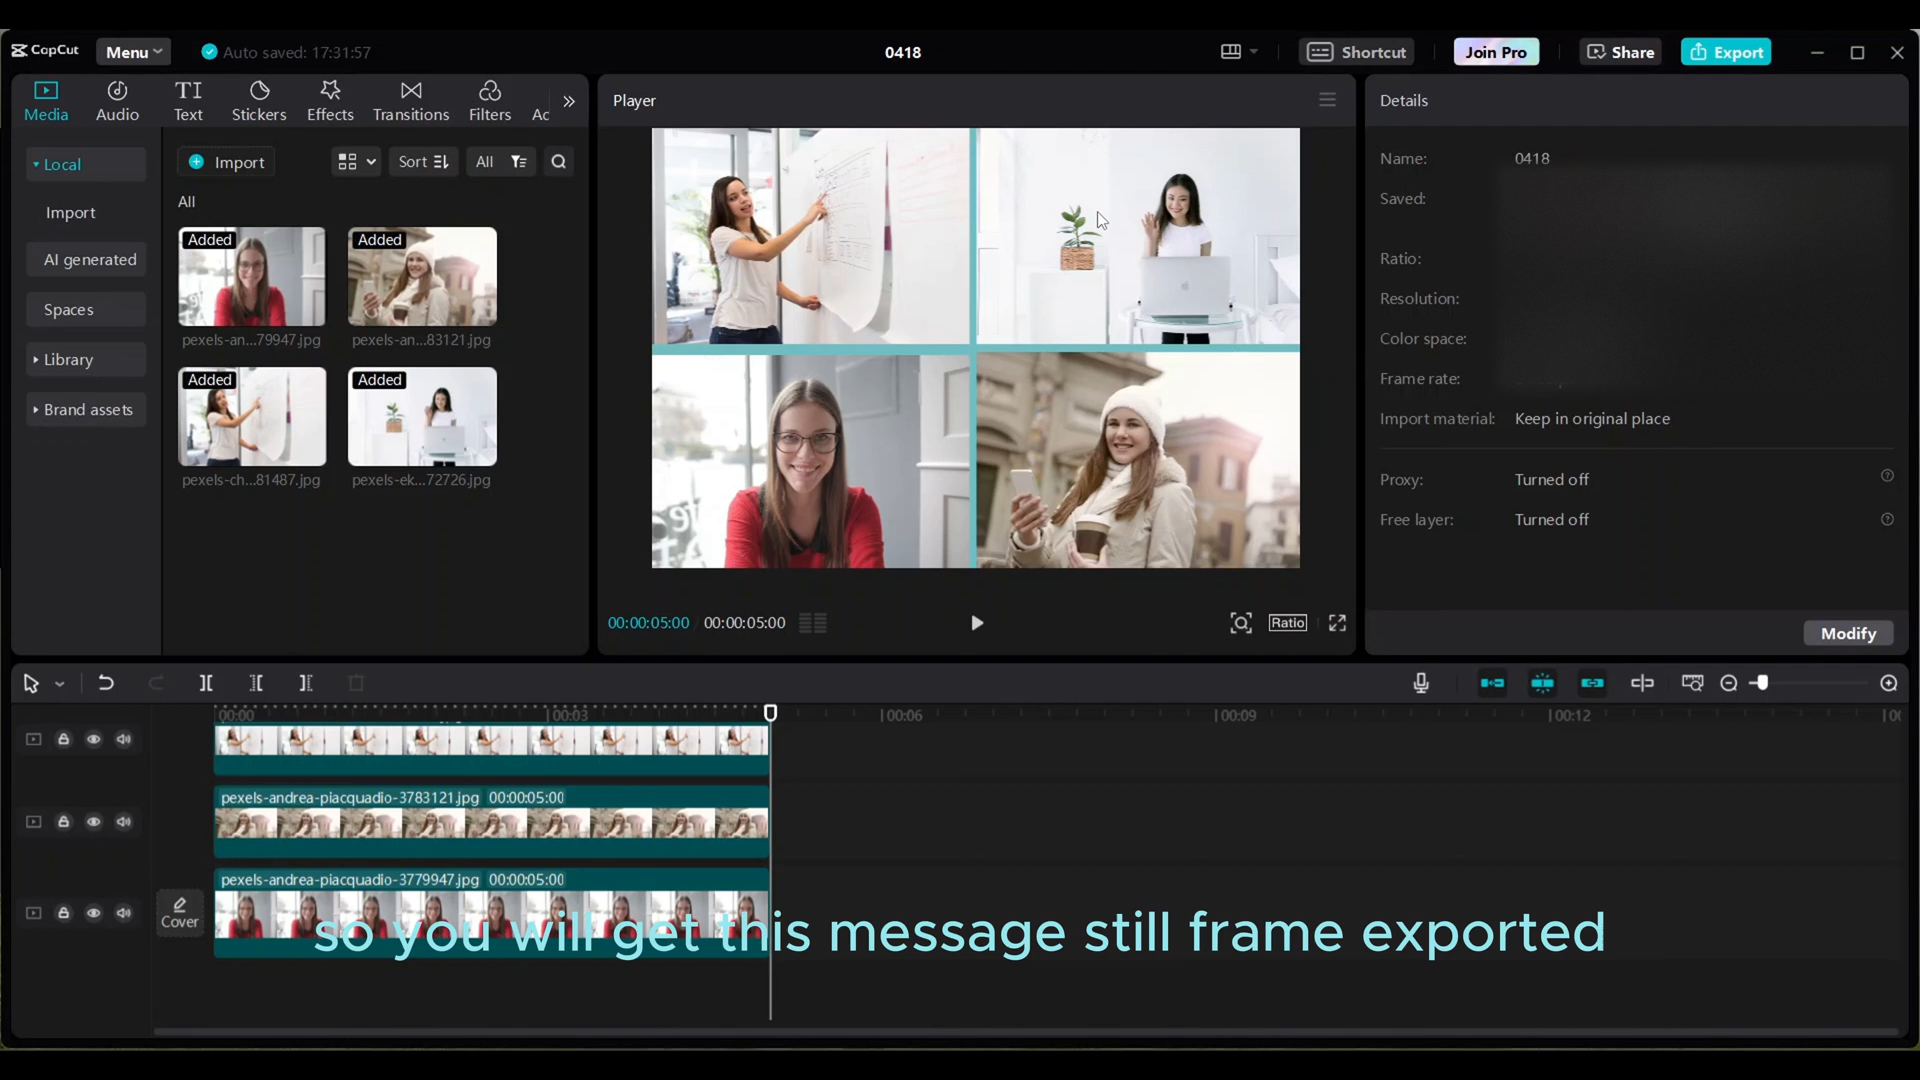 CapCut
Menu
Auto saved: 17:31:57
0418
Shortcut
Join Pro
Share
Export
Media
Audio
Text
Stickers
Effects
Transitions
Filters
Ac
Player
Details
Local
Import
Sort
All
Import
AI generated
Spaces
Library
Brand assets
All
Added
Added
pexels-an...79947.jpg
pexels-an...83121.jpg
Added
Added
pexels-ch...81487.jpg
pexels-ek...72726.jpg
00:00:05:00
00:00:05:00
Ratio
Name: 0418
Saved:
Ratio:
Resolution:
Color space:
Frame rate:
Import material: Keep in original place
Proxy: Turned off
Free layer: Turned off
Modify
00:00
00:03
00:06
00:09
00:12
pexels-andrea-piacquadio-3783121.jpg 00:00:05:00
pexels-andrea-piacquadio-3779947.jpg 00:00:05:00
Cover
so you will get this message still frame exported